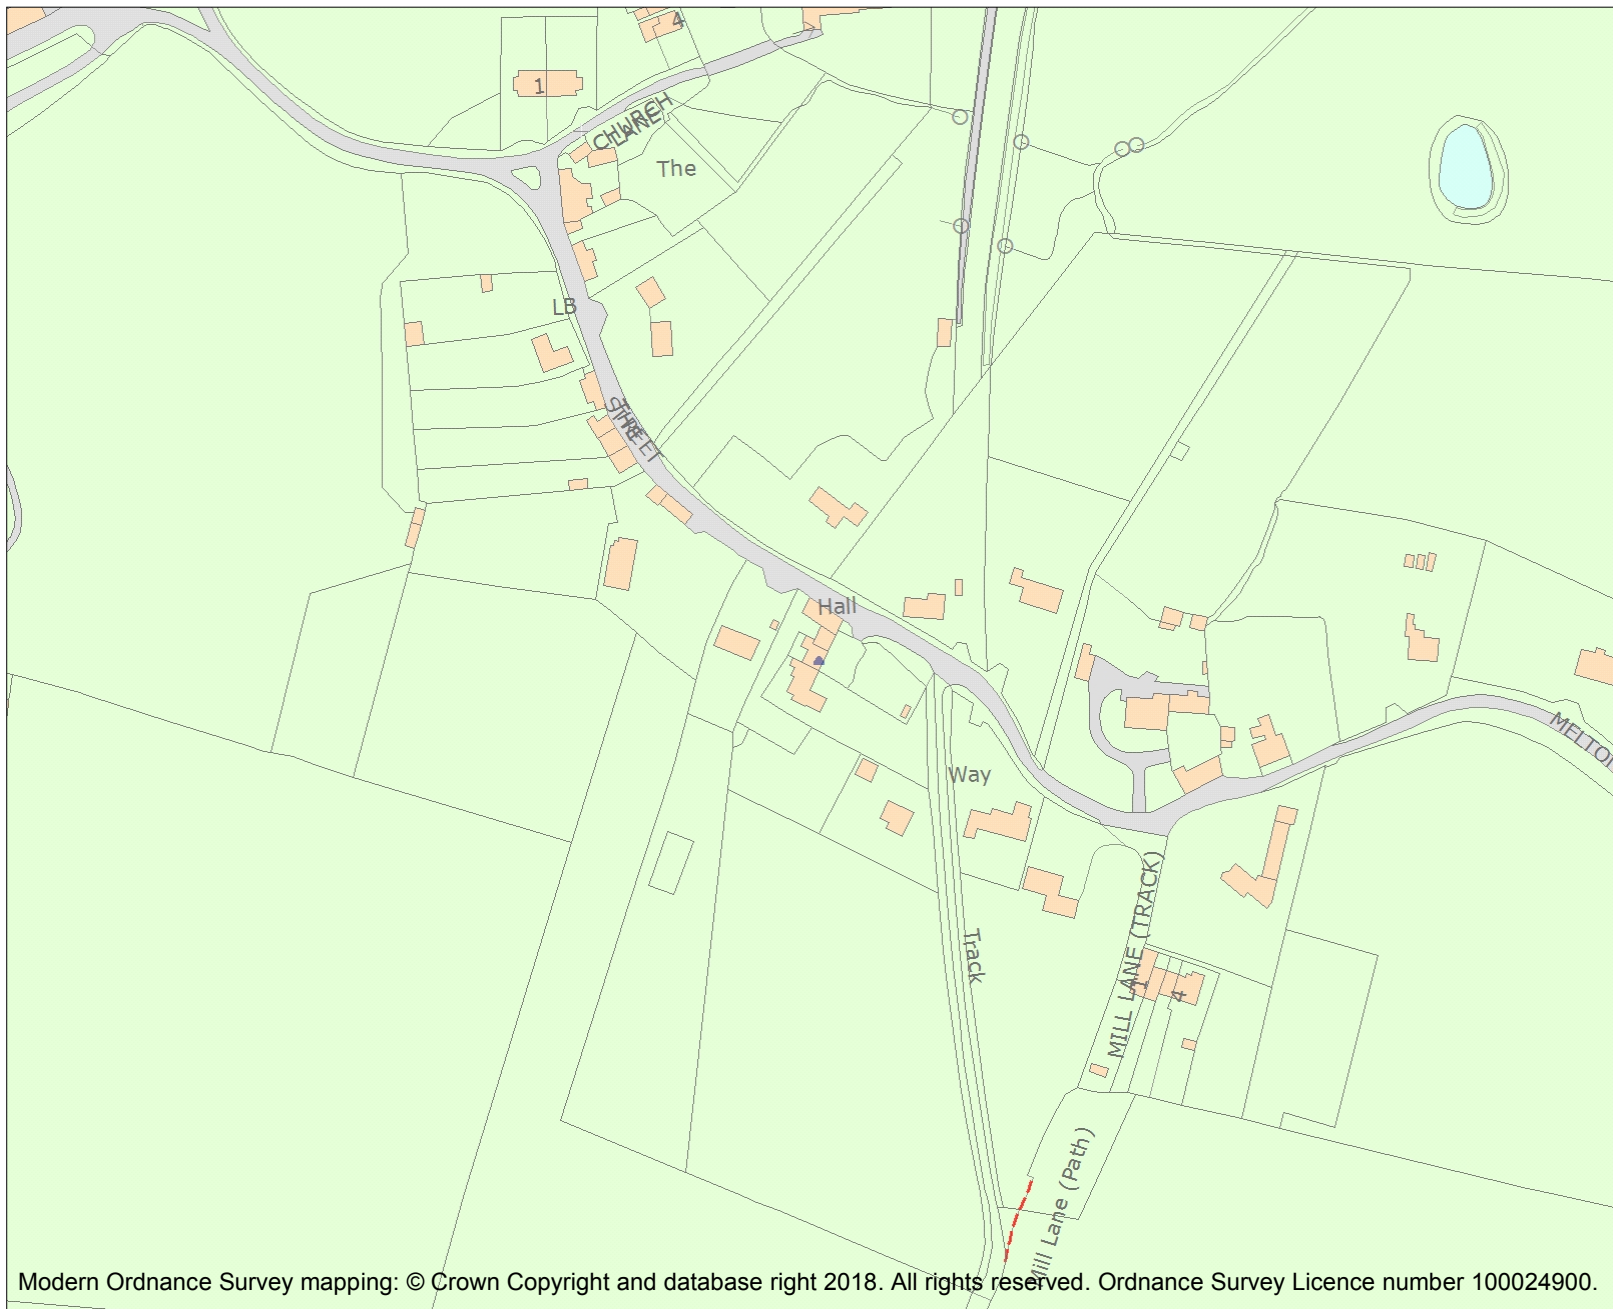 4
1
CHURCH
LANE
The
LB
THE
STREET
Hall
MELTO
Way
MILL LANE (TRACK)
Track
1
4
Mill Lane (Path)
Modern Ordnance Survey mapping: © Crown Copyright and database right 2018. All rights reserved. Ordnance Survey Licence number 100024900.